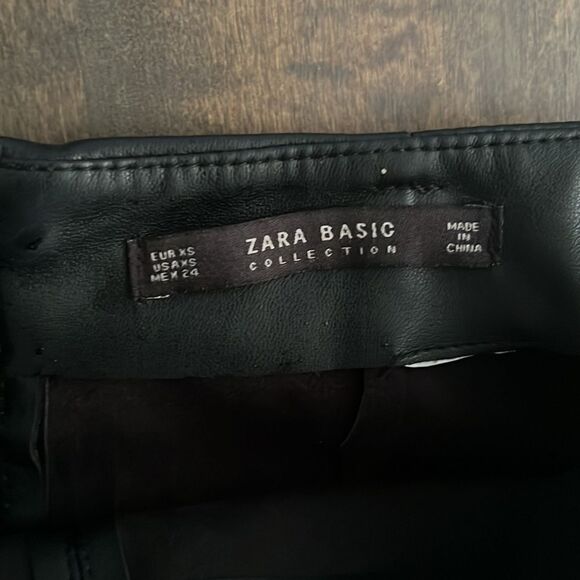 EUR XS
USA XS
MEX 24
ZARA BASIC
COLLECTION
MADE
IN
CHINA